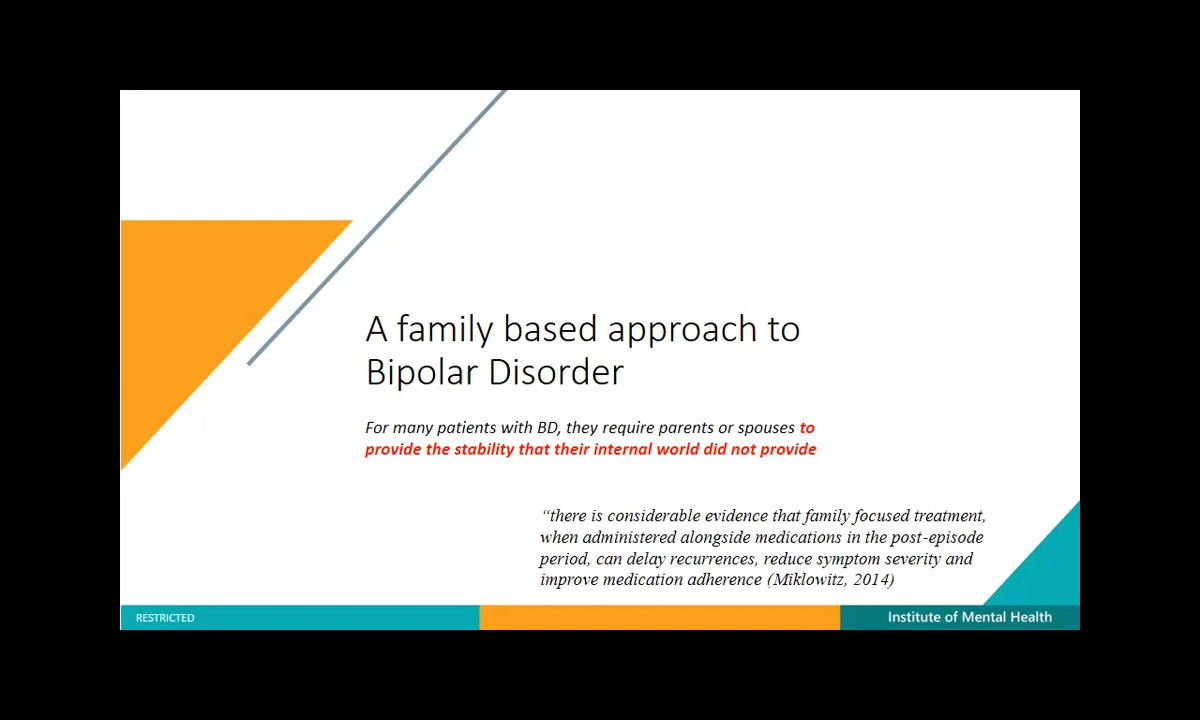 A family based approach to
Bipolar Disorder
For many patients with BD, they require parents or spouses to
provide the stability that their internal world did not provide
“there is considerable evidence that family focused treatment,
when administered alongside medications in the post-episode
period, can delay recurrences, reduce symptom severity and
improve medication adherence (Miklowitz, 2014)
RESTRICTED
Institute of Mental Health